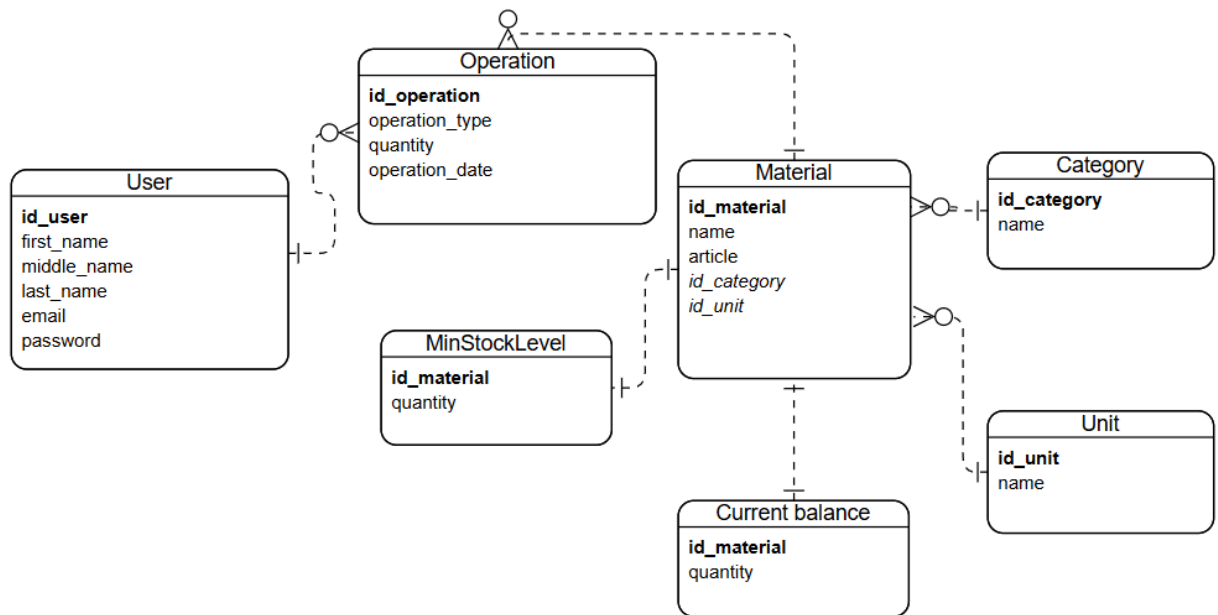 Operation
id_operation
operation_type
quantity
operation_date
User
id_user
first_name
middle_name
last_name
email
password
Material
id_material
name
article
id_category
id_unit
Category
id_category
name
MinStockLevel
id_material
quantity
Unit
id_unit
name
Current balance
id_material
quantity